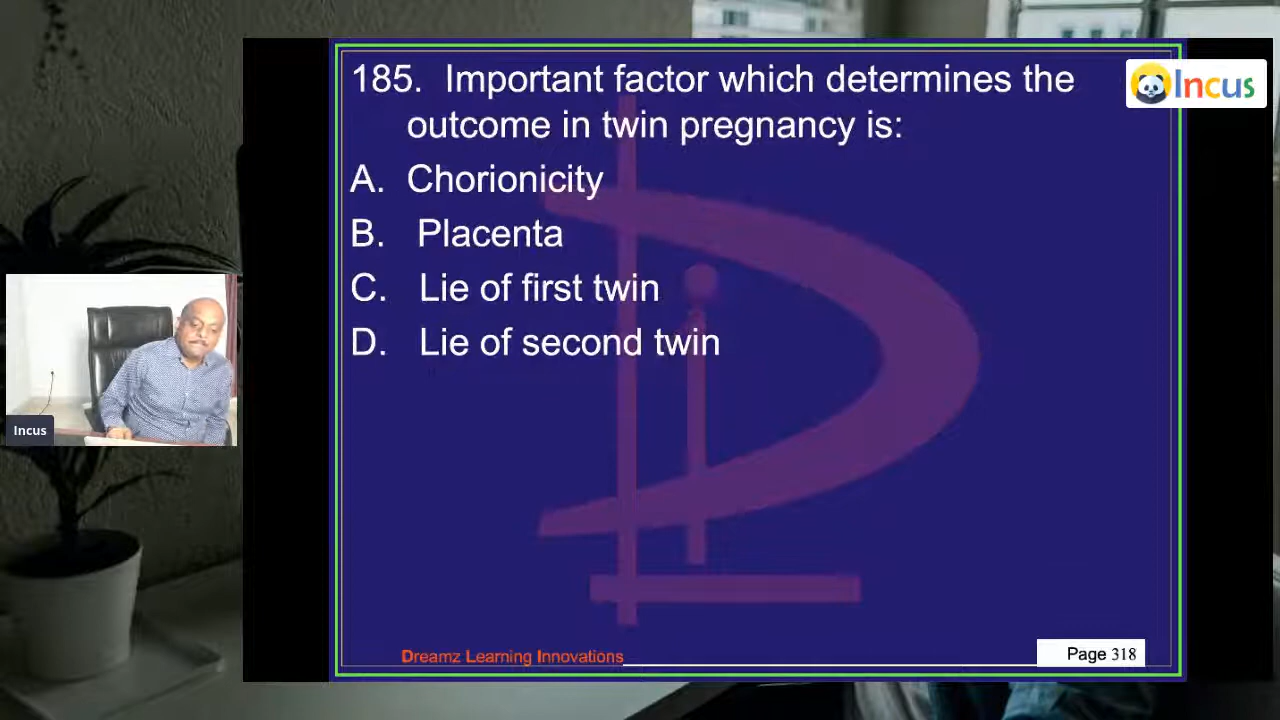 185. Important factor which determines the
outcome in twin pregnancy is:
A. Chorionicity
B. Placenta
C. Lie of first twin
D. Lie of second twin
Incus
Incus
Dreamz Learning Innovations
Page 318